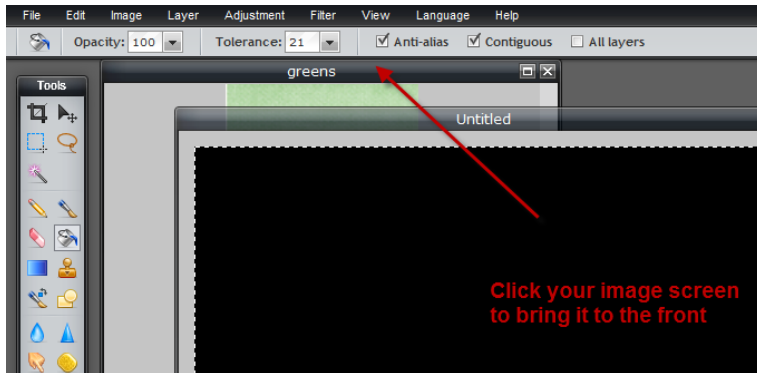 File Edit Image Layer Adjustment Filter View Language Help
Opacity: 100 Tolerance: 21 Anti-alias Contiguous All layers
greens
Tools
Untitled
Click your image screen
to bring it to the front